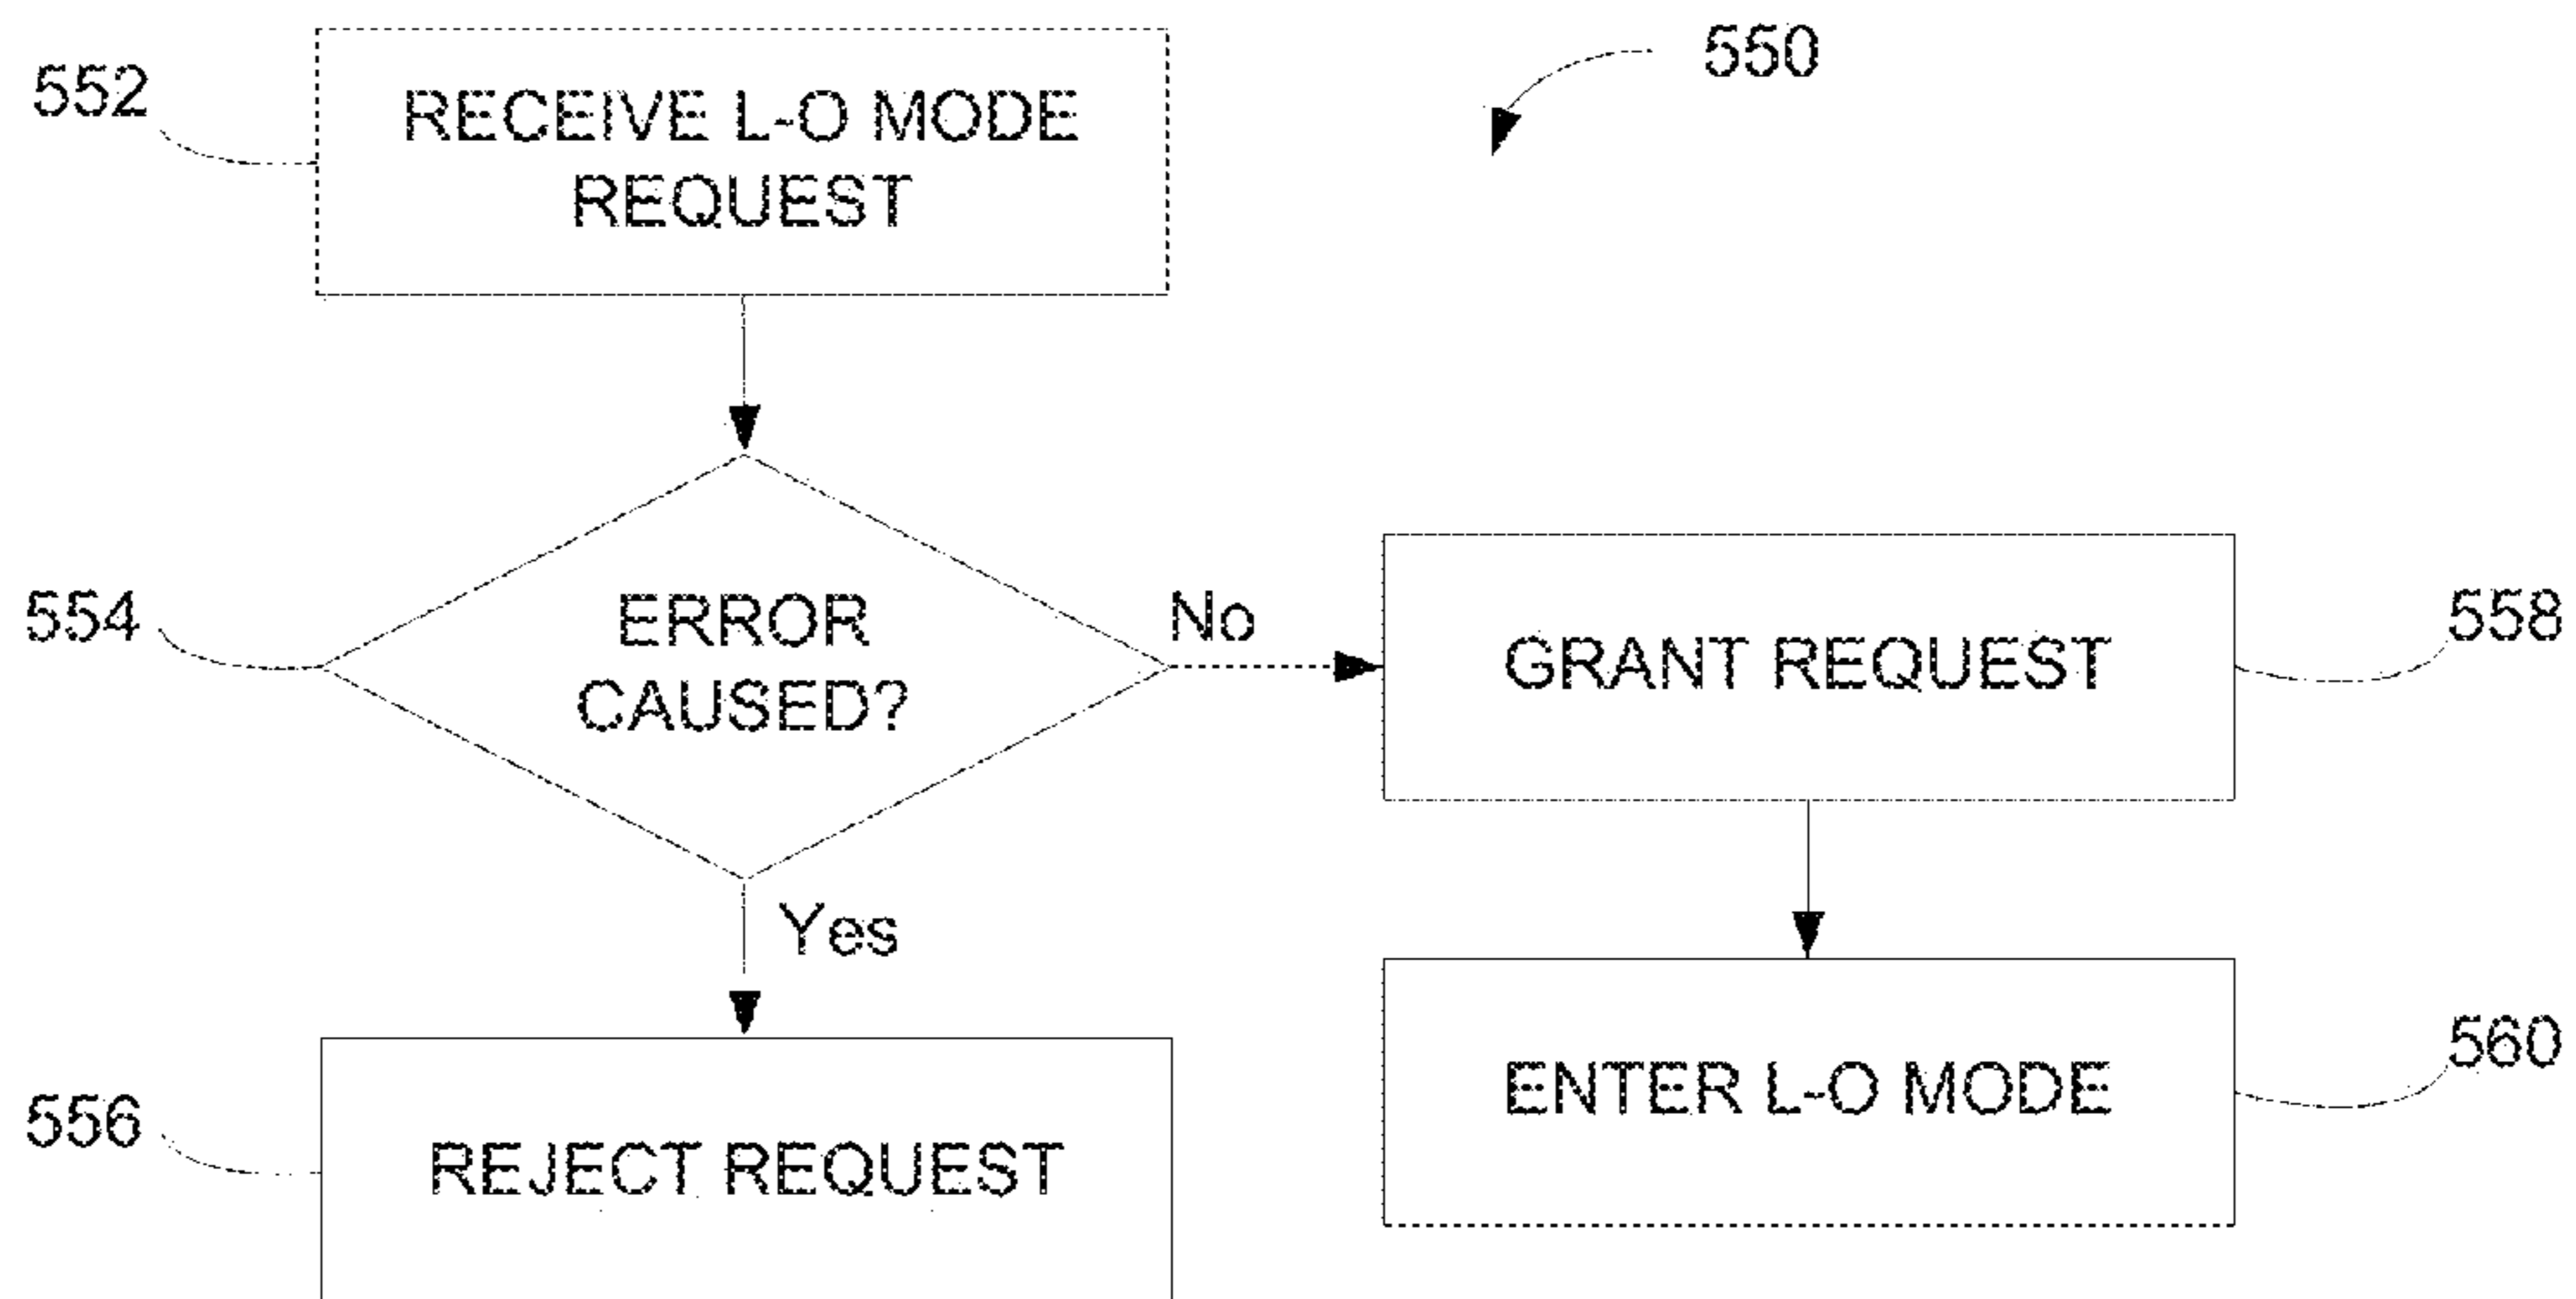 550
552
RECEIVE L-O MODE
REQUEST
554
ERROR
CAUSED?
No
GRANT REQUEST
558
Yes
556
REJECT REQUEST
ENTER L-O MODE
560